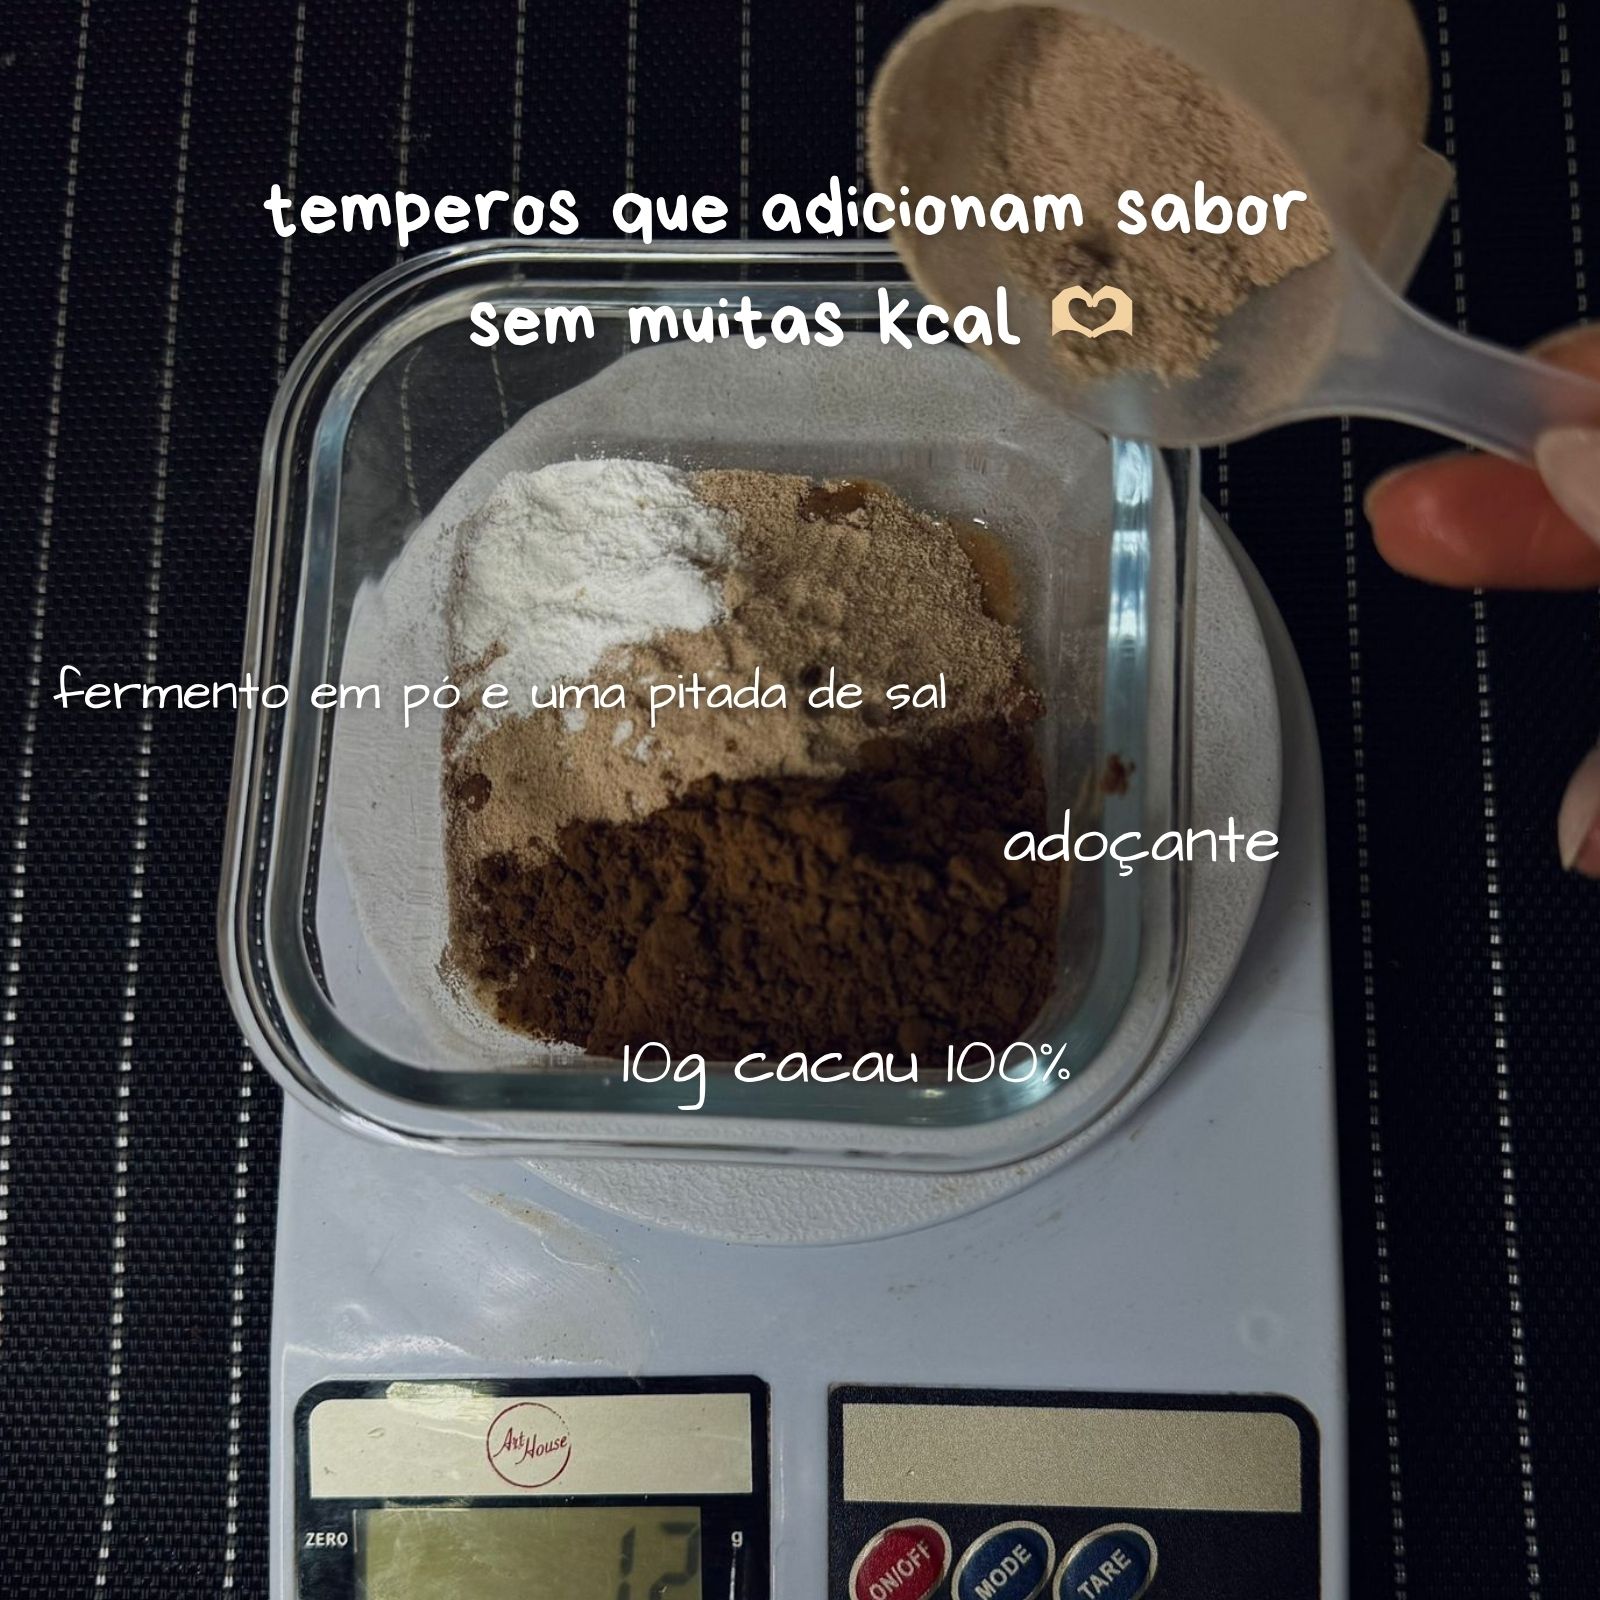 temperos que adicionam sabor
sem muitas kcal 🫶🏼
fermento em pó e uma pitada de sal
adoçante
10g cacau 100%
Art House
ZERO
12
g
ON/OFF
MODE
TARE